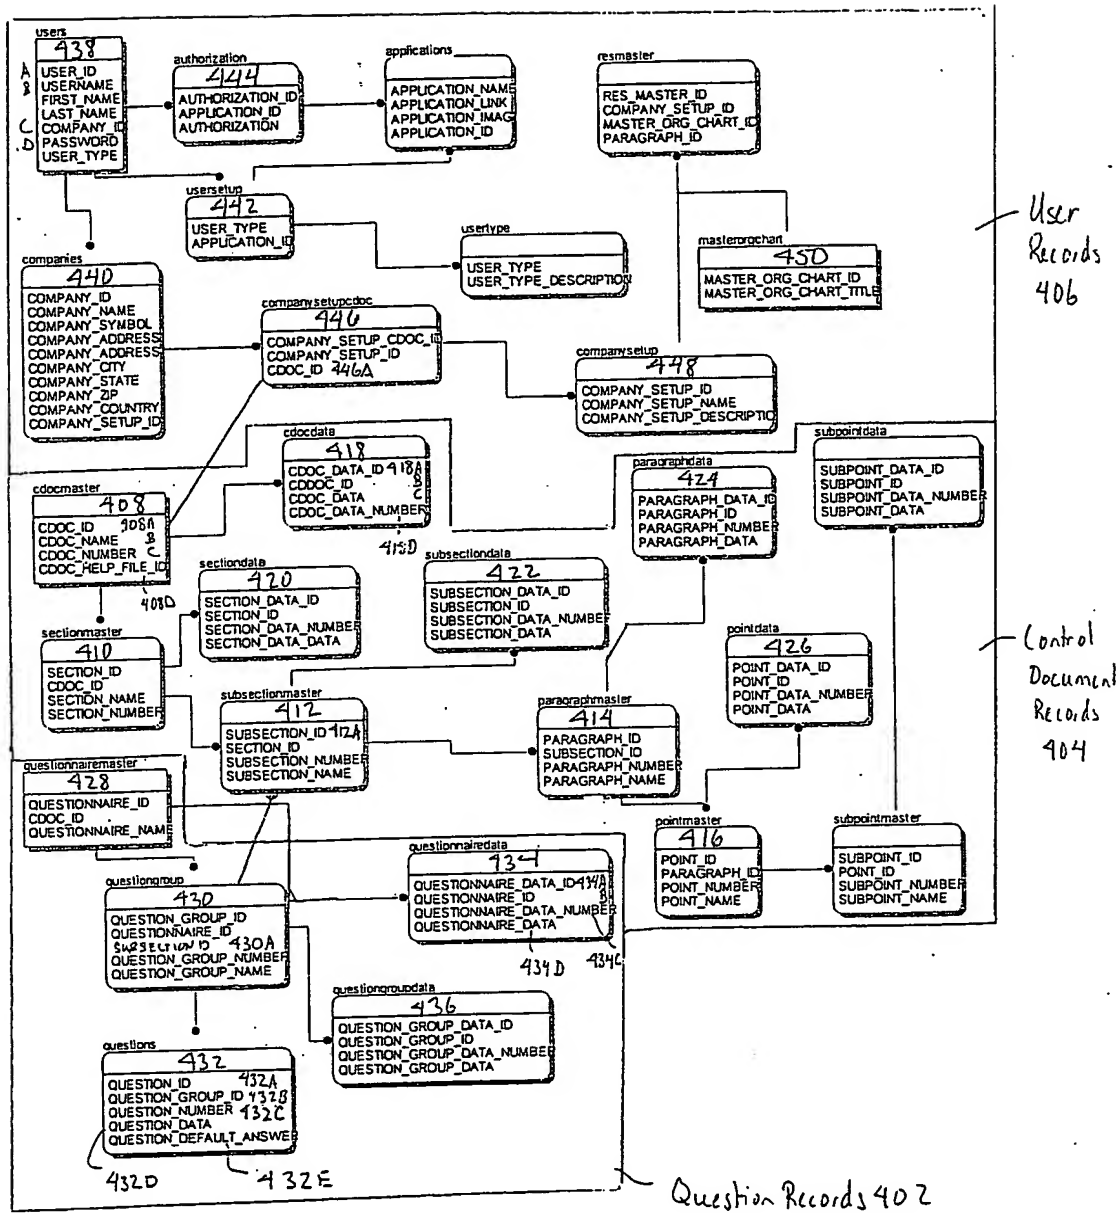 users
438
A USER_ID
B USERNAME
FIRST_NAME
LAST_NAME
C COMPANY_ID
D PASSWORD
USER_TYPE
authorization
444
AUTHORIZATION_ID
APPLICATION_ID
AUTHORIZATION
applications
APPLICATION_NAME
APPLICATION_LINK
APPLICATION_IMAG
APPLICATION_ID
resmaster
RES_MASTER_ID
COMPANY_SETUP_ID
MASTER_ORG_CHART_ID
PARAGRAPH_ID
usersetup
442
USER_TYPE
APPLICATION_ID
usertype
USER_TYPE
USER_TYPE_DESCRIPTION
masterorgchart
450
MASTER_ORG_CHART_ID
MASTER_ORG_CHART_TITLE
User
Records
406
companies
440
COMPANY_ID
COMPANY_NAME
COMPANY_SYMBOL
COMPANY_ADDRESS
COMPANY_ADDRESS
COMPANY_CITY
COMPANY_STATE
COMPANY_ZIP
COMPANY_COUNTRY
COMPANY_SETUP_ID
companysetupcdoc
446
COMPANY_SETUP_CDOC_ID
COMPANY_SETUP_ID
CDOC_ID 446A
companysetup
448
COMPANY_SETUP_ID
COMPANY_SETUP_NAME
COMPANY_SETUP_DESCRIPTIO
cdocmaster
408
CDOC_ID 408A
CDOC_NAME B
CDOC_NUMBER C
CDOC_HELP_FILE_ID
408D
cdocdata
418
CDOC_DATA_ID 418A
CDDOC_ID B
CDOC_DATA C
CDOC_DATA_NUMBER
418D
paragraphdata
424
PARAGRAPH_DATA_ID
PARAGRAPH_ID
PARAGRAPH_NUMBER
PARAGRAPH_DATA
subpointdata
SUBPOINT_DATA_ID
SUBPOINT_ID
SUBPOINT_DATA_NUMBER
SUBPOINT_DATA
sectiondata
420
SECTION_DATA_ID
SECTION_ID
SECTION_DATA_NUMBER
SECTION_DATA_DATA
subsectiondata
422
SUBSECTION_DATA_ID
SUBSECTION_ID
SUBSECTION_DATA_NUMBER
SUBSECTION_DATA
sectionmaster
410
SECTION_ID
CDOC_ID
SECTION_NAME
SECTION_NUMBER
subsectionmaster
412
SUBSECTION_ID 412A
SECTION_ID
SUBSECTION_NUMBER
SUBSECTION_NAME
paragraphmaster
414
PARAGRAPH_ID
SUBSECTION_ID
PARAGRAPH_NUMBER
PARAGRAPH_NAME
pointdata
426
POINT_DATA_ID
POINT_ID
POINT_DATA_NUMBER
POINT_DATA
Control
Document
Records
404
questionnairemaster
428
QUESTIONNAIRE_ID
CDOC_ID
QUESTIONNAIRE_NAME
pointmaster
416
POINT_ID
PARAGRAPH_ID
POINT_NUMBER
POINT_NAME
subpointmaster
SUBPOINT_ID
POINT_ID
SUBPOINT_NUMBER
SUBPOINT_NAME
questiongroup
430
QUESTION_GROUP_ID
QUESTIONNAIRE_ID
SUBSECTION ID 430A
QUESTION_GROUP_NUMBER
QUESTION_GROUP_NAME
questionnairedata
434
QUESTIONNAIRE_DATA_ID 434A
QUESTIONNAIRE_ID B
QUESTIONNAIRE_DATA_NUMBER
QUESTIONNAIRE_DATA
434D
434C
questiongroupdata
436
QUESTION_GROUP_DATA_ID
QUESTION_GROUP_ID
QUESTION_GROUP_DATA_NUMBER
QUESTION_GROUP_DATA
questions
432
QUESTION_ID 432A
QUESTION_GROUP_ID 432B
QUESTION_NUMBER 432C
QUESTION_DATA
QUESTION_DEFAULT_ANSWE
432D
432E
Question Records 402